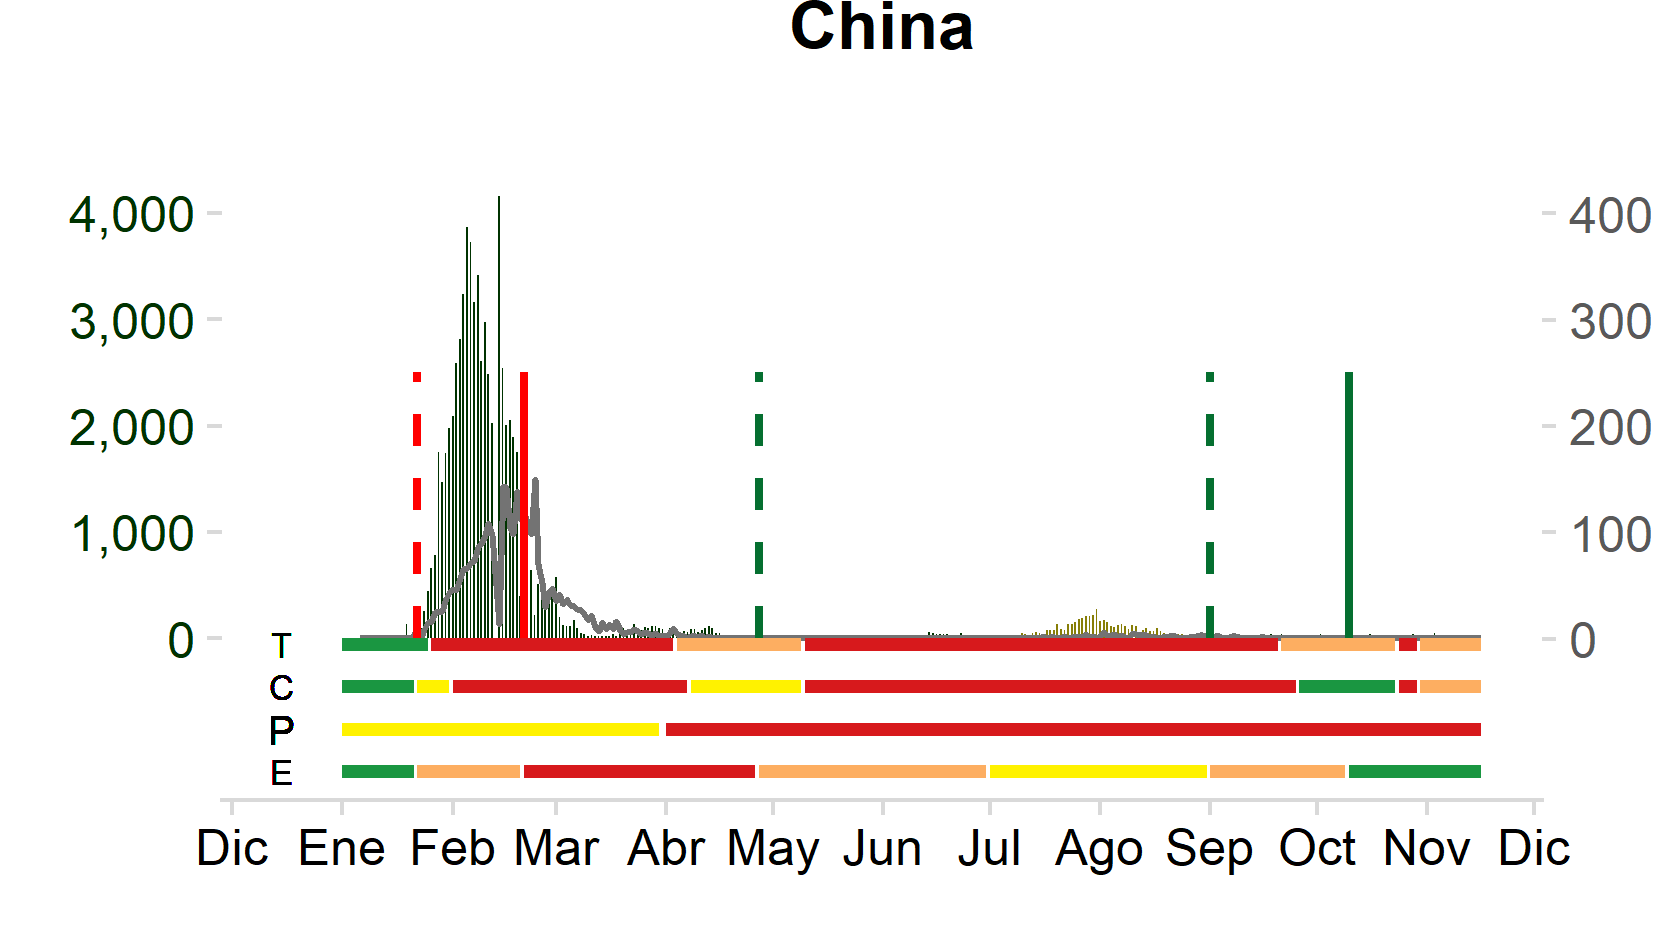 China
4,000 400
3,000 300
2,000 200
1,000 100
0 0
T
C
P
E
Dic Ene Feb Mar Abr May Jun Jul Ago Sep Oct Nov Dic